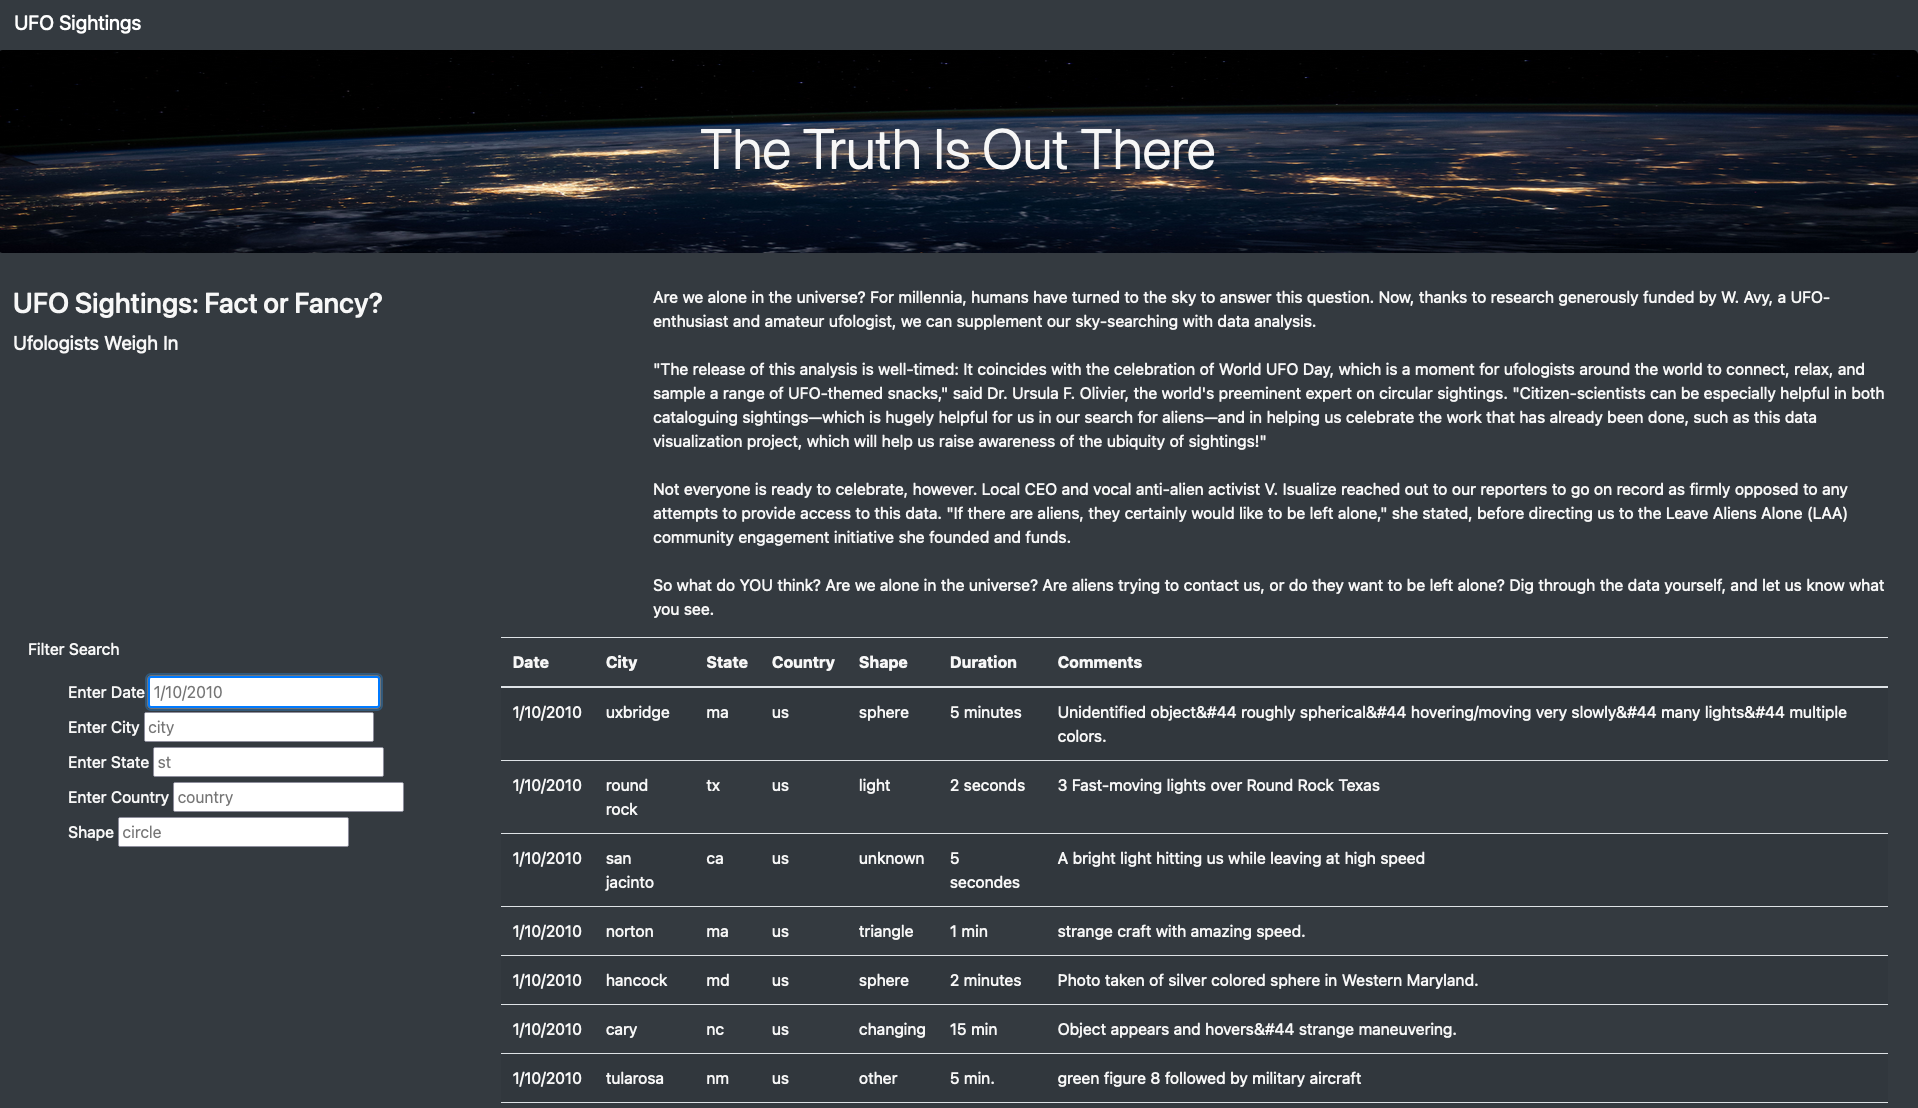 UFO Sightings
The Truth Is Out There
UFO Sightings: Fact or Fancy?
Ufologists Weigh In
Are we alone in the universe? For millennia, humans have turned to the sky to answer this question. Now, thanks to research generously funded by W. Avy, a UFO-
enthusiast and amateur ufologist, we can supplement our sky-searching with data analysis.
"The release of this analysis is well-timed: It coincides with the celebration of World UFO Day, which is a moment for ufologists around the world to connect, relax, and
sample a range of UFO-themed snacks," said Dr. Ursula F. Olivier, the world's preeminent expert on circular sightings. "Citizen-scientists can be especially helpful in both
cataloguing sightings—which is hugely helpful for us in our search for aliens—and in helping us celebrate the work that has already been done, such as this data
visualization project, which will help us raise awareness of the ubiquity of sightings!"
Not everyone is ready to celebrate, however. Local CEO and vocal anti-alien activist V. Isualize reached out to our reporters to go on record as firmly opposed to any
attempts to provide access to this data. "If there are aliens, they certainly would like to be left alone," she stated, before directing us to the Leave Aliens Alone (LAA)
community engagement initiative she founded and funds.
So what do YOU think? Are we alone in the universe? Are aliens trying to contact us, or do they want to be left alone? Dig through the data yourself, and let us know what
you see.
Filter Search
Enter Date 1/10/2010
Enter City city
Enter State st
Enter Country country
Shape circle
Date City State Country Shape Duration Comments
1/10/2010 uxbridge ma us sphere 5 minutes Unidentified object&#44 roughly spherical&#44 hovering/moving very slowly&#44 many lights&#44 multiple
colors.
1/10/2010 round tx us light 2 seconds 3 Fast-moving lights over Round Rock Texas
rock
1/10/2010 san ca us unknown 5 A bright light hitting us while leaving at high speed
jacinto secondes
1/10/2010 norton ma us triangle 1 min strange craft with amazing speed.
1/10/2010 hancock md us sphere 2 minutes Photo taken of silver colored sphere in Western Maryland.
1/10/2010 cary nc us changing 15 min Object appears and hovers&#44 strange maneuvering.
1/10/2010 tularosa nm us other 5 min. green figure 8 followed by military aircraft